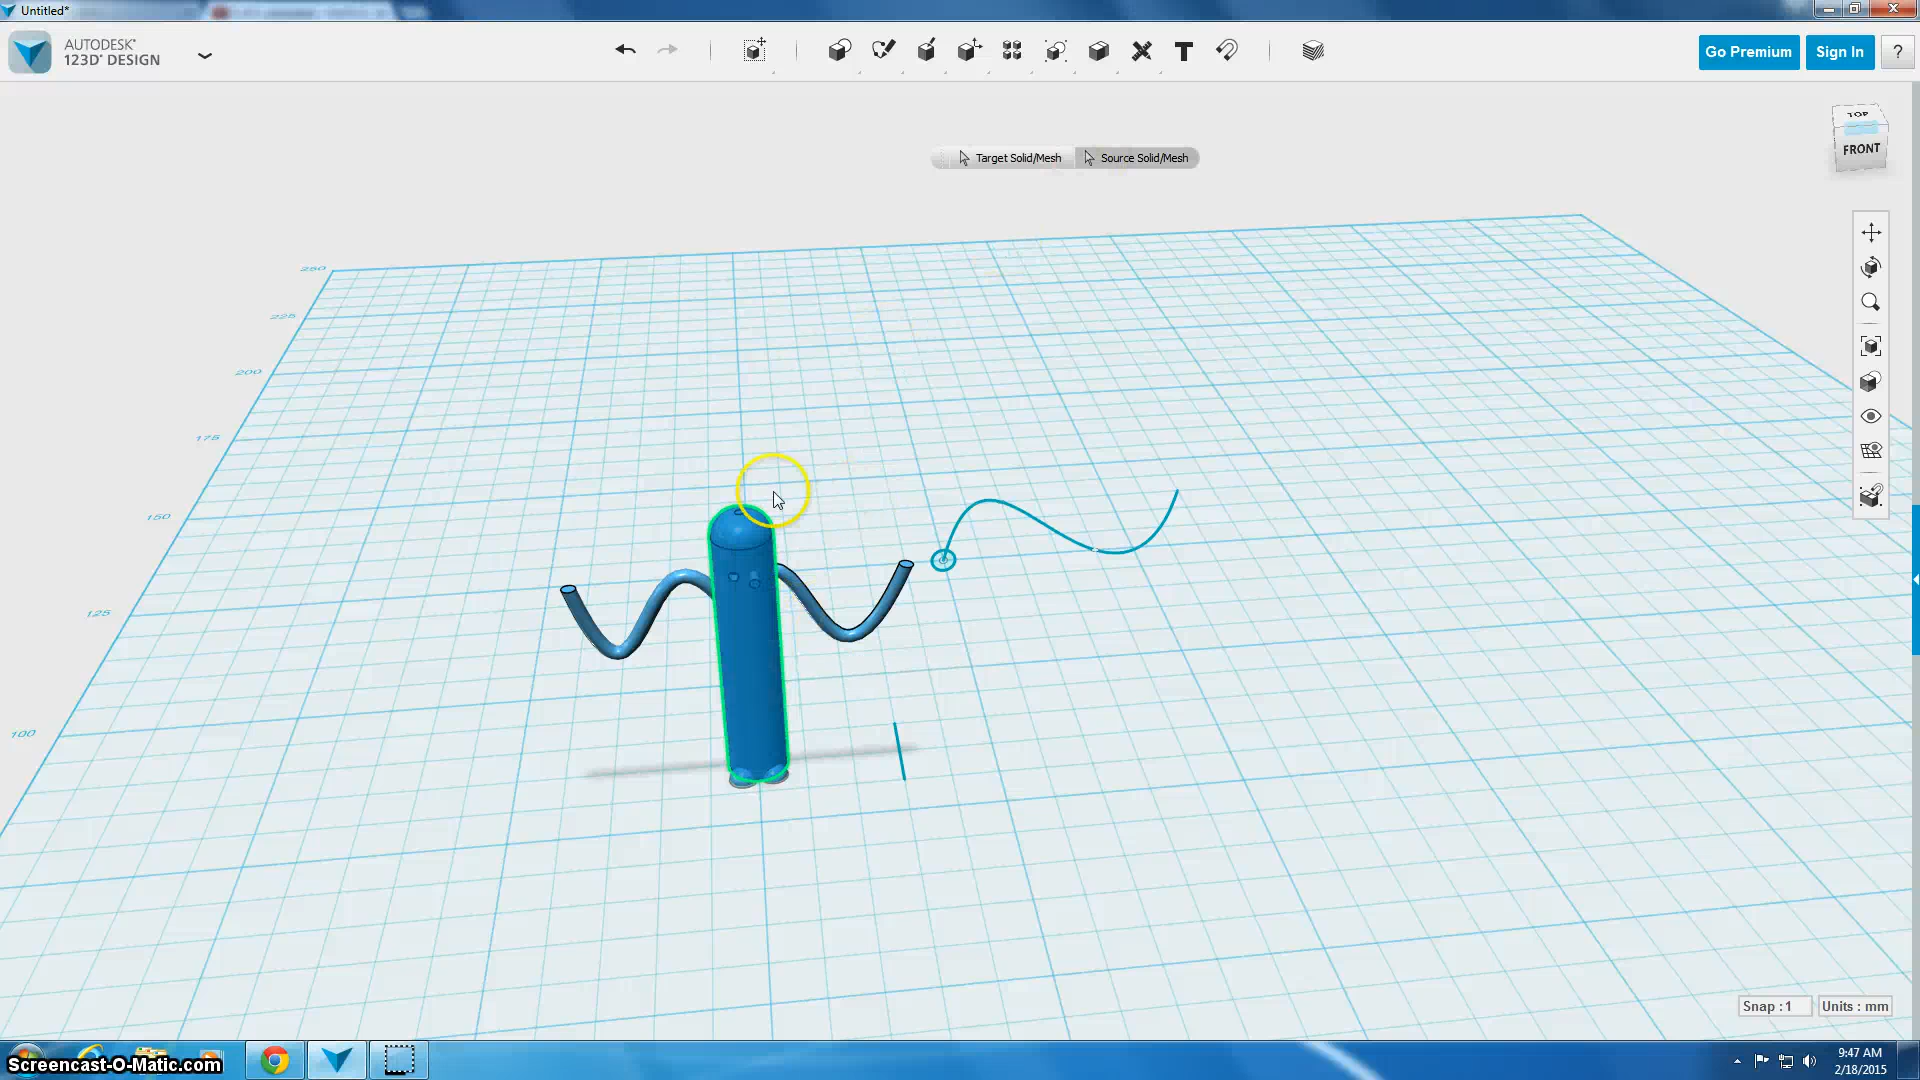 Untitled*
AUTODESK®
123D® DESIGN
Go Premium
Sign In
?
Target Solid/Mesh
Source Solid/Mesh
TOP
FRONT
250
225
200
175
150
125
100
Snap : 1
Units : mm
Screencast-O-Matic.com
9:47 AM
2/18/2015